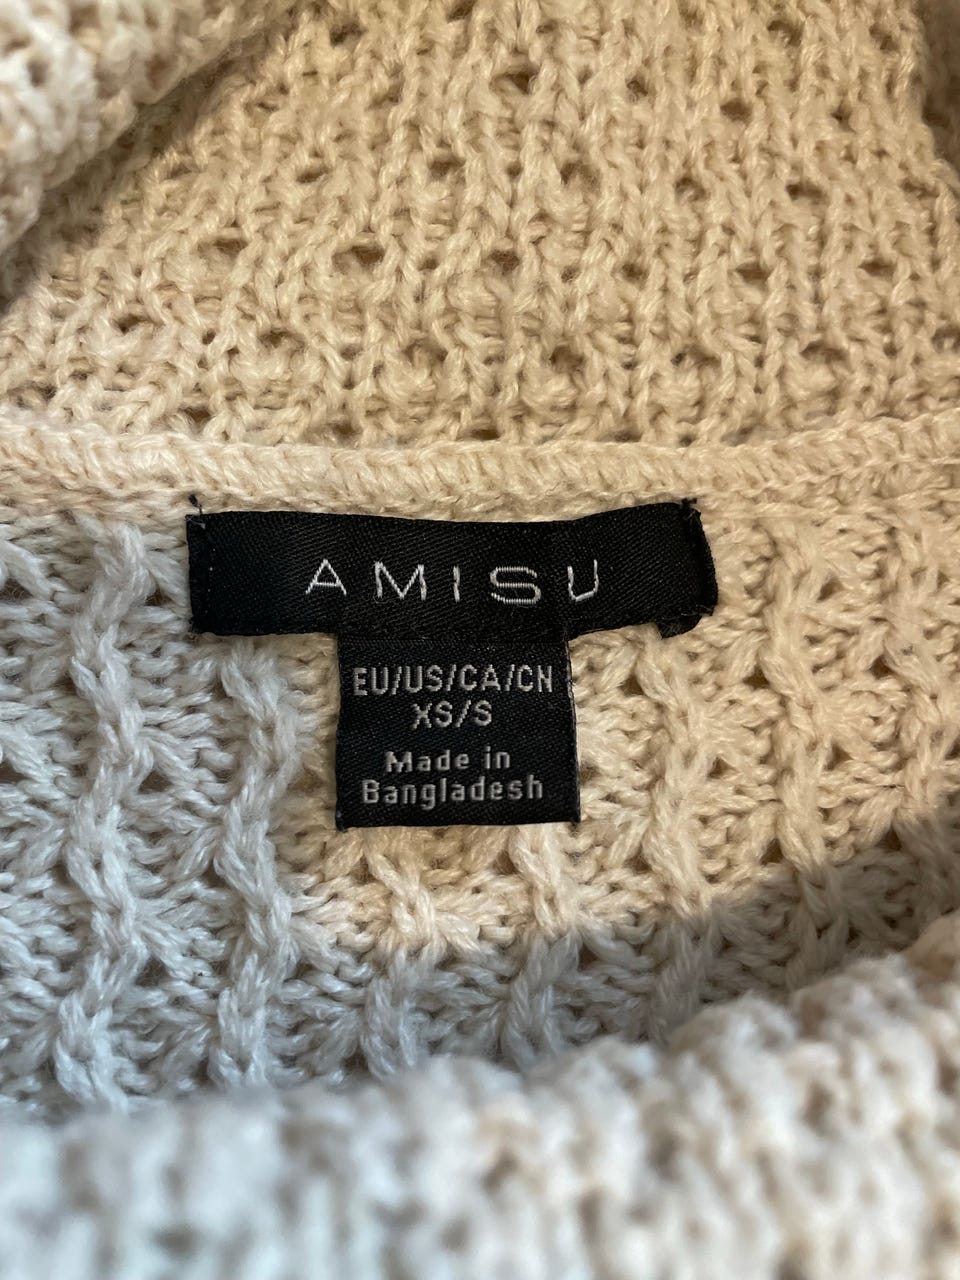 AMISU
EU/US/CA/CN
XS/S
Made in
Bangladesh